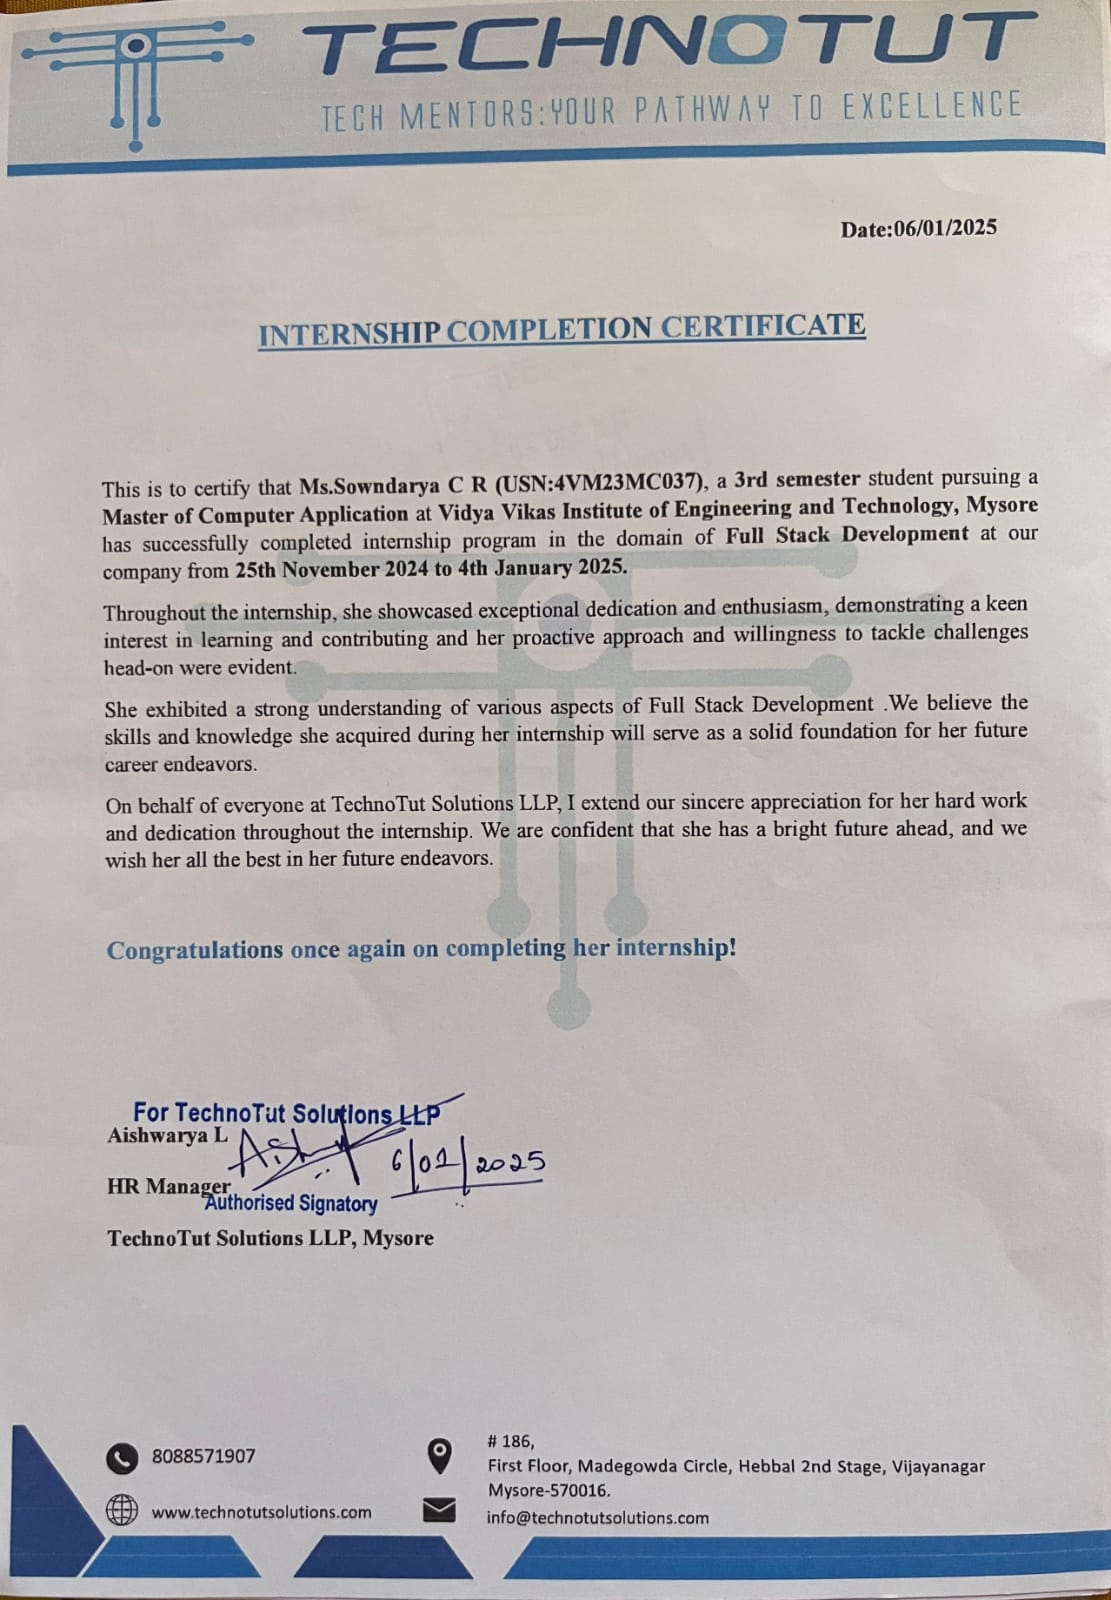 TECHNOTUT
TECH MENTORS:YOUR PATHWAY TO EXCELLENCE
Date:06/01/2025
INTERNSHIP COMPLETION CERTIFICATE
This is to certify that Ms.Sowndarya C R (USN:4VM23MC037), a 3rd semester student pursuing a
Master of Computer Application at Vidya Vikas Institute of Engineering and Technology, Mysore
has successfully completed internship program in the domain of Full Stack Development at our
company from 25th November 2024 to 4th January 2025.
Throughout the internship, she showcased exceptional dedication and enthusiasm, demonstrating a keen
interest in learning and contributing and her proactive approach and willingness to tackle challenges
head-on were evident.
She exhibited a strong understanding of various aspects of Full Stack Development .We believe the
skills and knowledge she acquired during her internship will serve as a solid foundation for her future
career endeavors.
On behalf of everyone at TechnoTut Solutions LLP, I extend our sincere appreciation for her hard work
and dedication throughout the internship. We are confident that she has a bright future ahead, and we
wish her all the best in her future endeavors.
Congratulations once again on completing her internship!
For TechnoTut Solutions LLP
Aishwarya L
6/01/2025
HR Manager
Authorised Signatory
TechnoTut Solutions LLP, Mysore
8088571907
www.technotutsolutions.com
# 186,
First Floor, Madegowda Circle, Hebbal 2nd Stage, Vijayanagar
Mysore-570016.
info@technotutsolutions.com